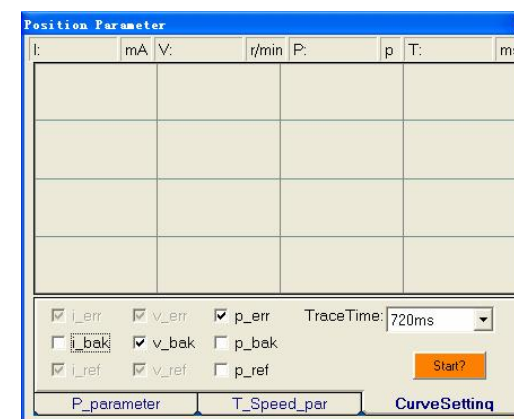 Position Parameter
I: mA V: r/min P: p T: ms
i_err v_err p_err TraceTime: 720ms
i_bak v_bak p_bak
i_ref v_ref p_ref Start?
P_parameter T_Speed_par CurveSetting